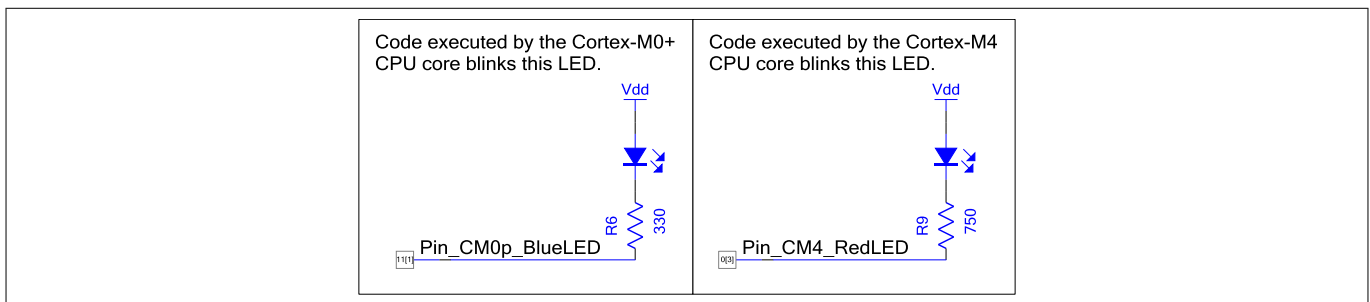 Code executed by the Cortex-M0+
CPU core blinks this LED.
Vdd
R6
330
Pin_CM0p_BlueLED
11[1]
Code executed by the Cortex-M4
CPU core blinks this LED.
Vdd
R9
750
Pin_CM4_RedLED
0[3]